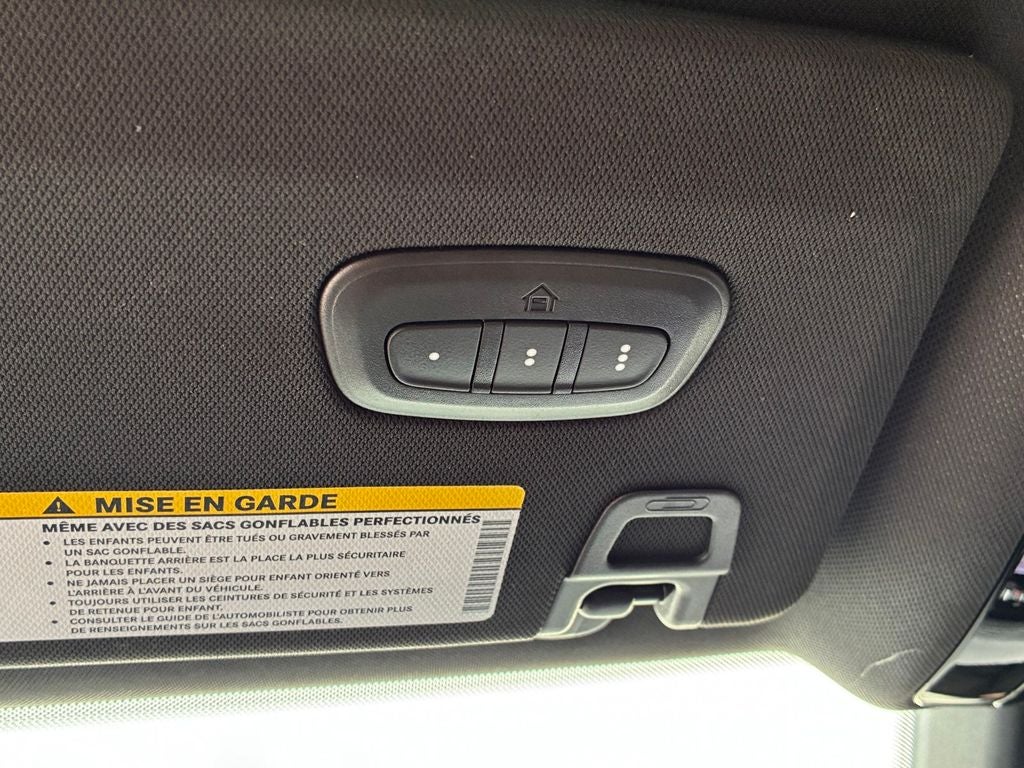 MISE EN GARDE
MÊME AVEC DES SACS GONFLABLES PERFECTIONNÉS
• LES ENFANTS PEUVENT ÊTRE TUÉS OU GRAVEMENT BLESSÉS PAR
UN SAC GONFLABLE.
• LA BANQUETTE ARRIÈRE EST LA PLACE LA PLUS SÉCURITAIRE
POUR LES ENFANTS.
• NE JAMAIS PLACER UN SIÈGE POUR ENFANT ORIENTÉ VERS
L'ARRIÈRE À L'AVANT DU VÉHICULE.
• TOUJOURS UTILISER LES CEINTURES DE SÉCURITÉ ET LES SYSTÈMES
DE RETENUE POUR ENFANT.
• CONSULTER LE GUIDE DE L'AUTOMOBILISTE POUR OBTENIR PLUS
DE RENSEIGNEMENTS SUR LES SACS GONFLABLES.